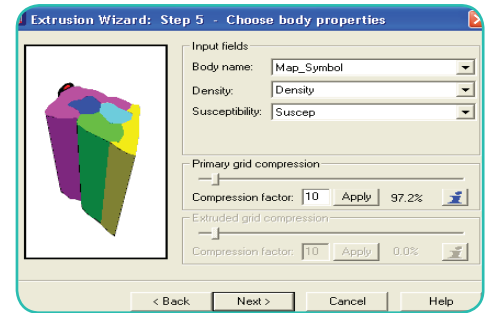 Extrusion Wizard: Step 5 - Choose body properties
Input fields
Body name: Map_Symbol
Density: Density
Susceptibility: Suscep
Primary grid compression
Compression factor: 10 Apply 97.2%
Extruded grid compression
Compression factor: 10 Apply 0.0%
< Back Next > Cancel Help